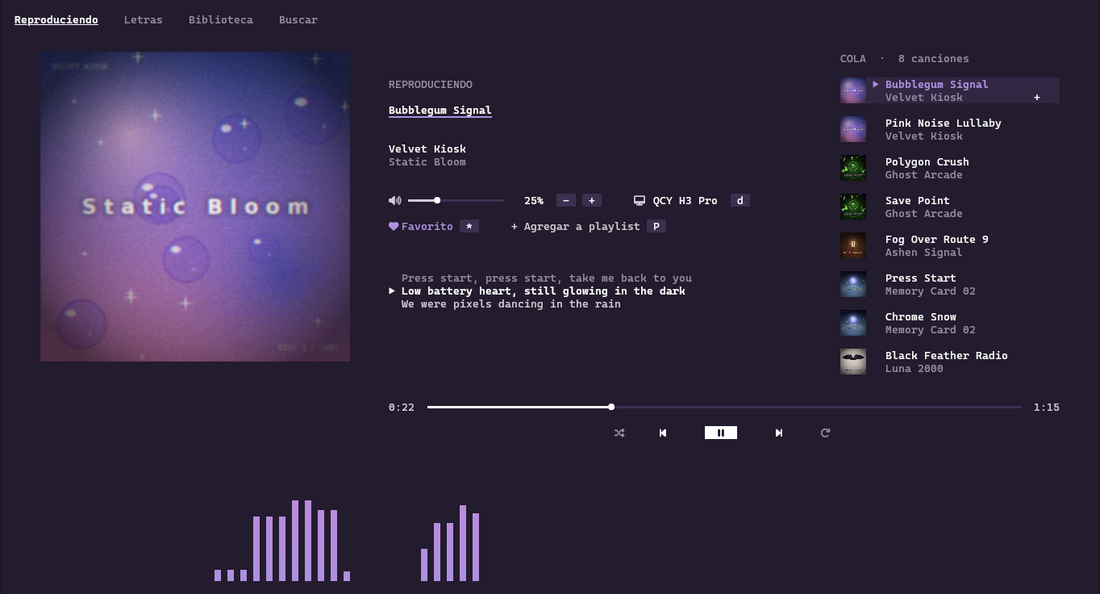 Reproduciendo Letras Biblioteca Buscar
VELVET KIOSK
Static Bloom
REPRODUCIENDO
Bubblegum Signal
Velvet Kiosk
Static Bloom
25% − + QCY H3 Pro d
Favorito * + Agregar a playlist P
Press start, press start, take me back to you
Low battery heart, still glowing in the dark
We were pixels dancing in the rain
COLA · 8 canciones
Bubblegum Signal
Velvet Kiosk +
Pink Noise Lullaby
Velvet Kiosk
Polygon Crush
Ghost Arcade
Save Point
Ghost Arcade
Fog Over Route 9
Ashen Signal
Press Start
Memory Card 02
Chrome Snow
Memory Card 02
Black Feather Radio
Luna 2000
0:22 1:15